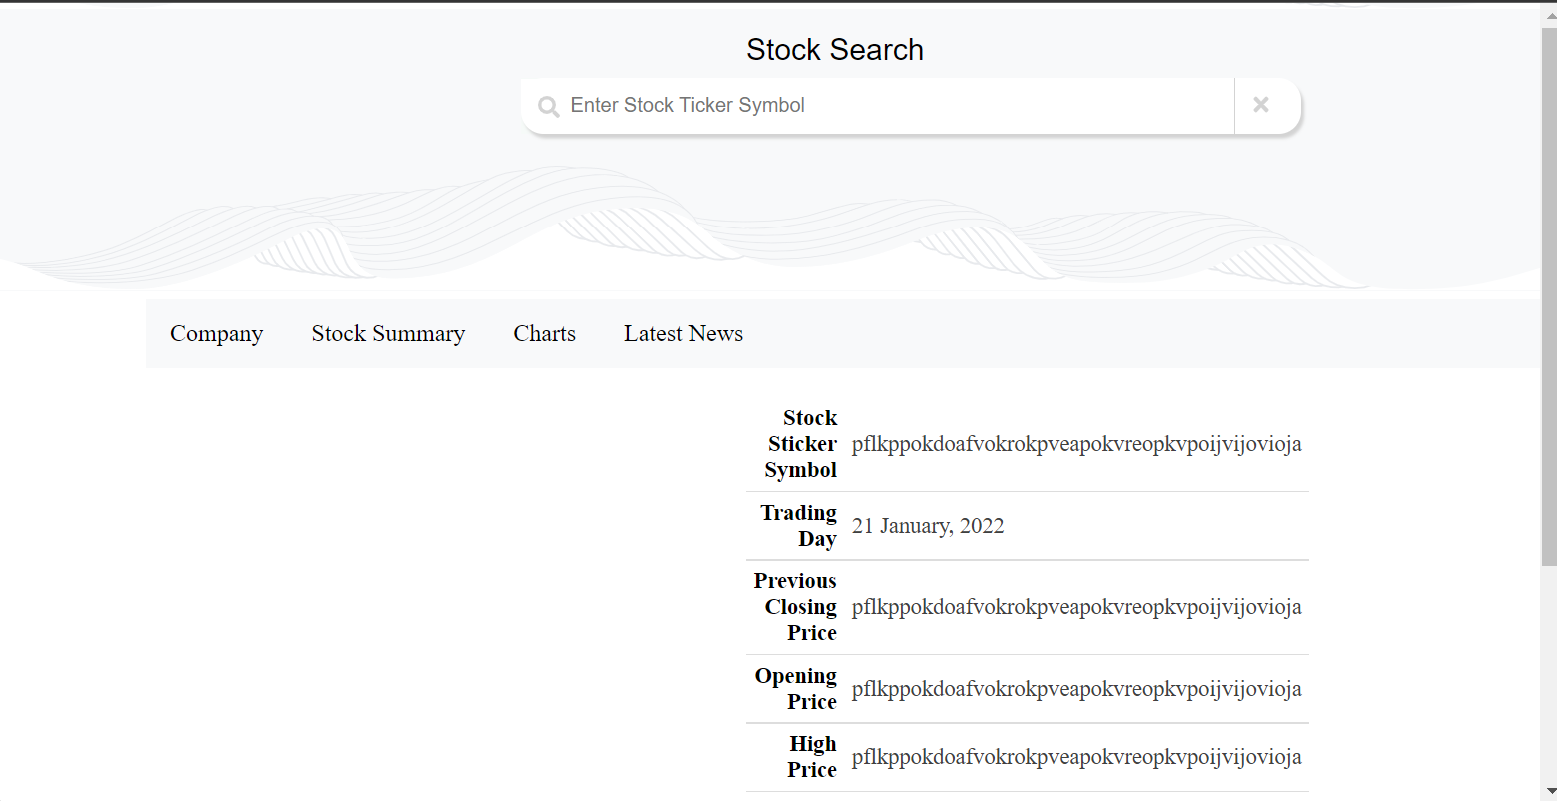 Stock Search
Enter Stock Ticker Symbol
Company Stock Summary Charts Latest News
Stock
Sticker
Symbol
pflkppokdoafvokrokpveapokvreopkvpoijvijovioja
Trading
Day
21 January, 2022
Previous
Closing
Price
pflkppokdoafvokrokpveapokvreopkvpoijvijovioja
Opening
Price
pflkppokdoafvokrokpveapokvreopkvpoijvijovioja
High
Price
pflkppokdoafvokrokpveapokvreopkvpoijvijovioja